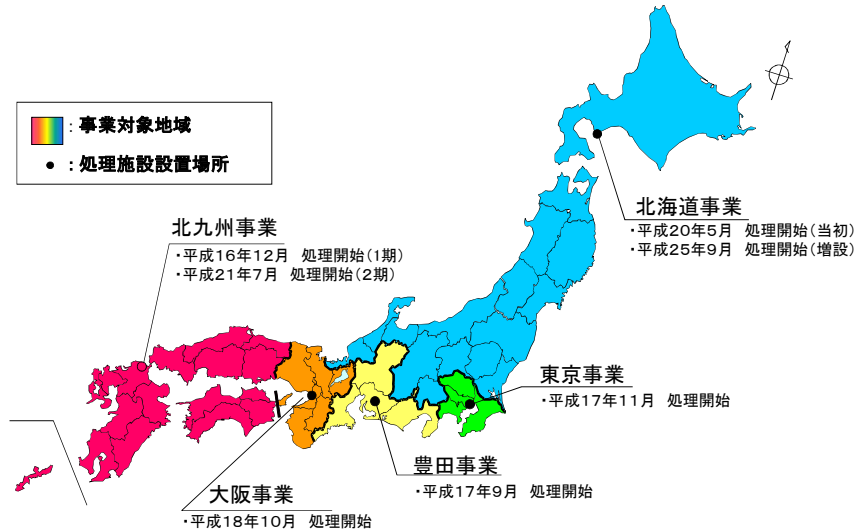 ：事業対象地域
：処理施設設置場所
北海道事業
・平成20年5月 処理開始(当初)
・平成25年9月 処理開始(増設)
北九州事業
・平成16年12月 処理開始(1期)
・平成21年7月 処理開始(2期)
東京事業
・平成17年11月 処理開始
豊田事業
・平成17年9月 処理開始
大阪事業
・平成18年10月 処理開始